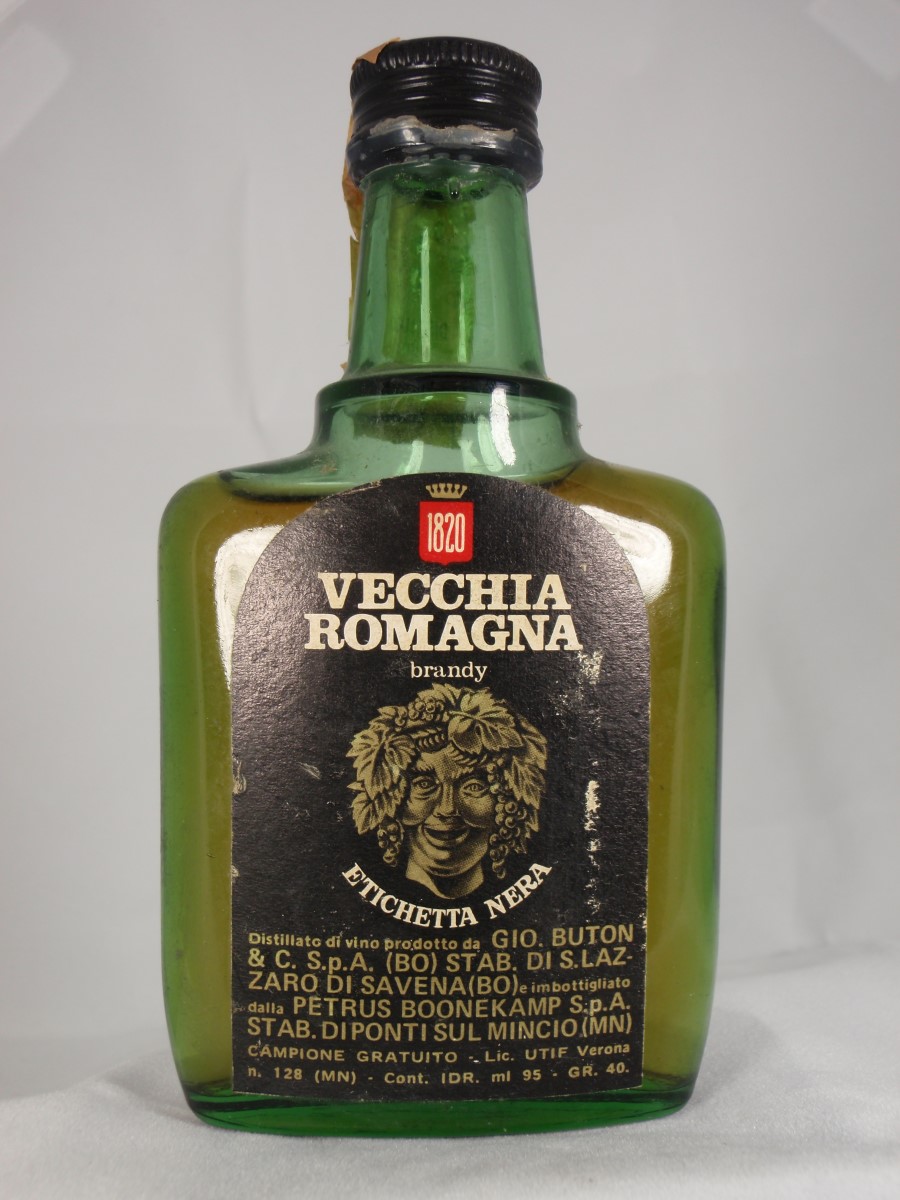 1820
VECCHIA
ROMAGNA
brandy
ETICHETTA NERA
Distillato di vino prodotto da GIO. BUTON
& C. S.p.A. (BO) STAB. DI S.LAZ-
ZARO DI SAVENA(BO)e imbottigliato
dalla PETRUS BOONEKAMP S.p.A.
STAB. DI PONTI SUL MINCIO (MN)
CAMPIONE GRATUITO - Lic. UTIF Verona
n. 128 (MN) - Cont. IDR. ml 95 - GR. 40.